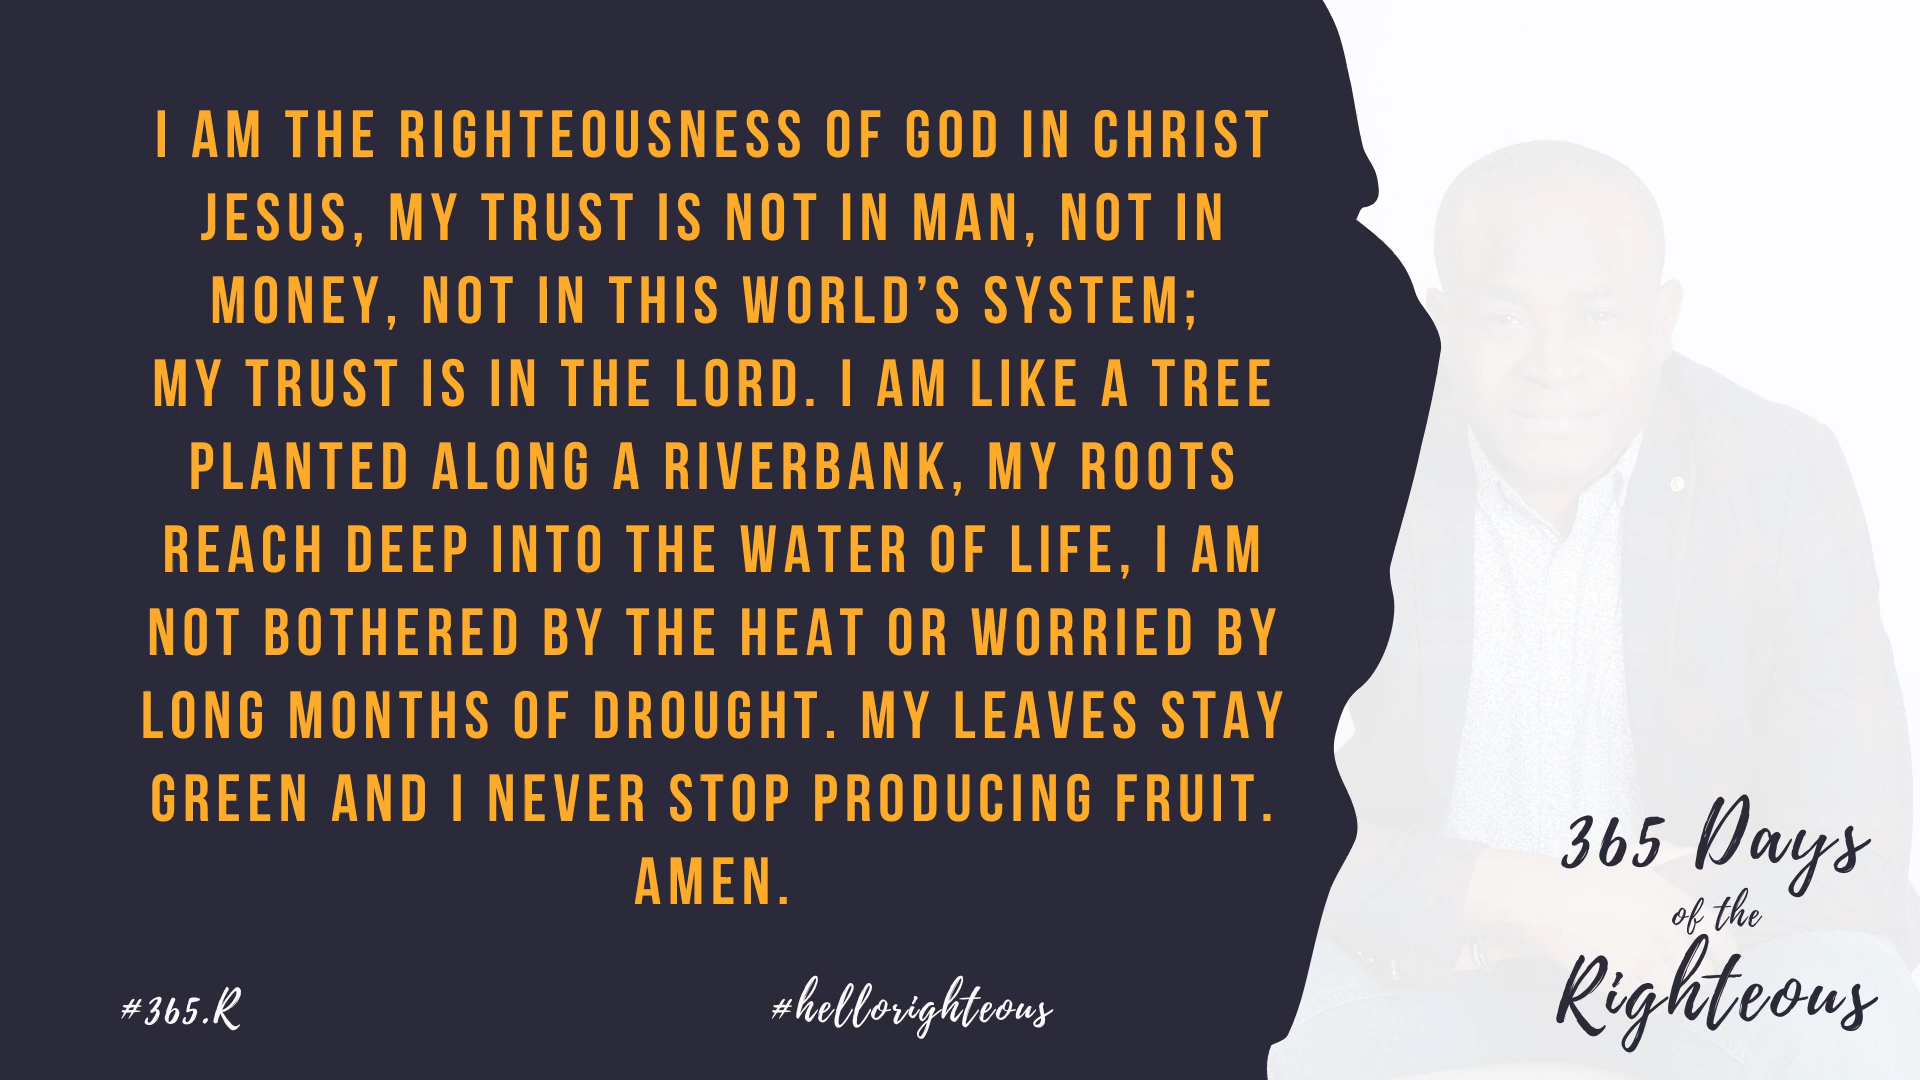 I AM THE RIGHTEOUSNESS OF GOD IN CHRIST
JESUS, MY TRUST IS NOT IN MAN, NOT IN
MONEY, NOT IN THIS WORLD’S SYSTEM;
MY TRUST IS IN THE LORD. I AM LIKE A TREE
PLANTED ALONG A RIVERBANK, MY ROOTS
REACH DEEP INTO THE WATER OF LIFE, I AM
NOT BOTHERED BY THE HEAT OR WORRIED BY
LONG MONTHS OF DROUGHT. MY LEAVES STAY
GREEN AND I NEVER STOP PRODUCING FRUIT.
AMEN.
#365.R
#hellorighteous
365 Days
of the
Righteous